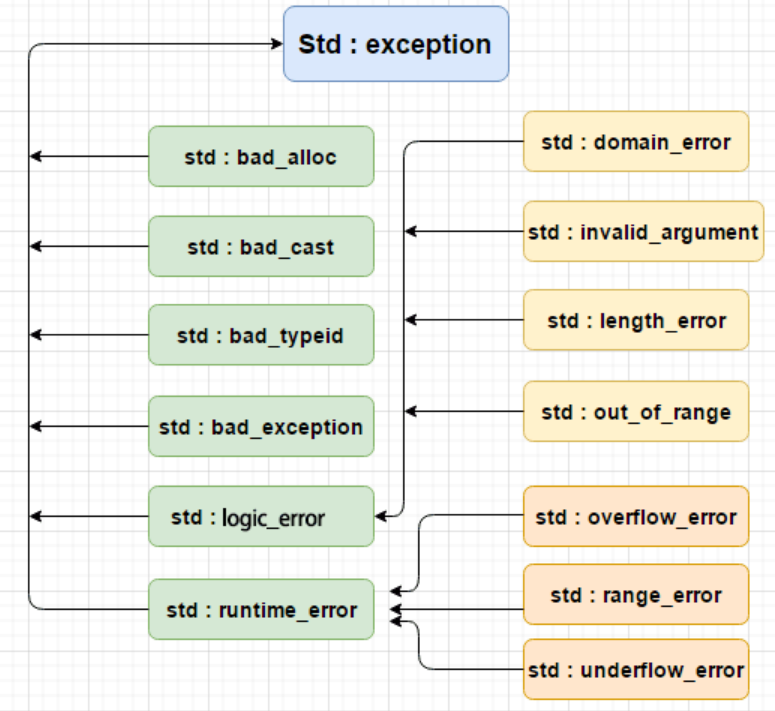 Std : exception
std : bad_alloc
std : bad_cast
std : bad_typeid
std : bad_exception
std : logic_error
std : runtime_error
std : domain_error
std : invalid_argument
std : length_error
std : out_of_range
std : overflow_error
std : range_error
std : underflow_error